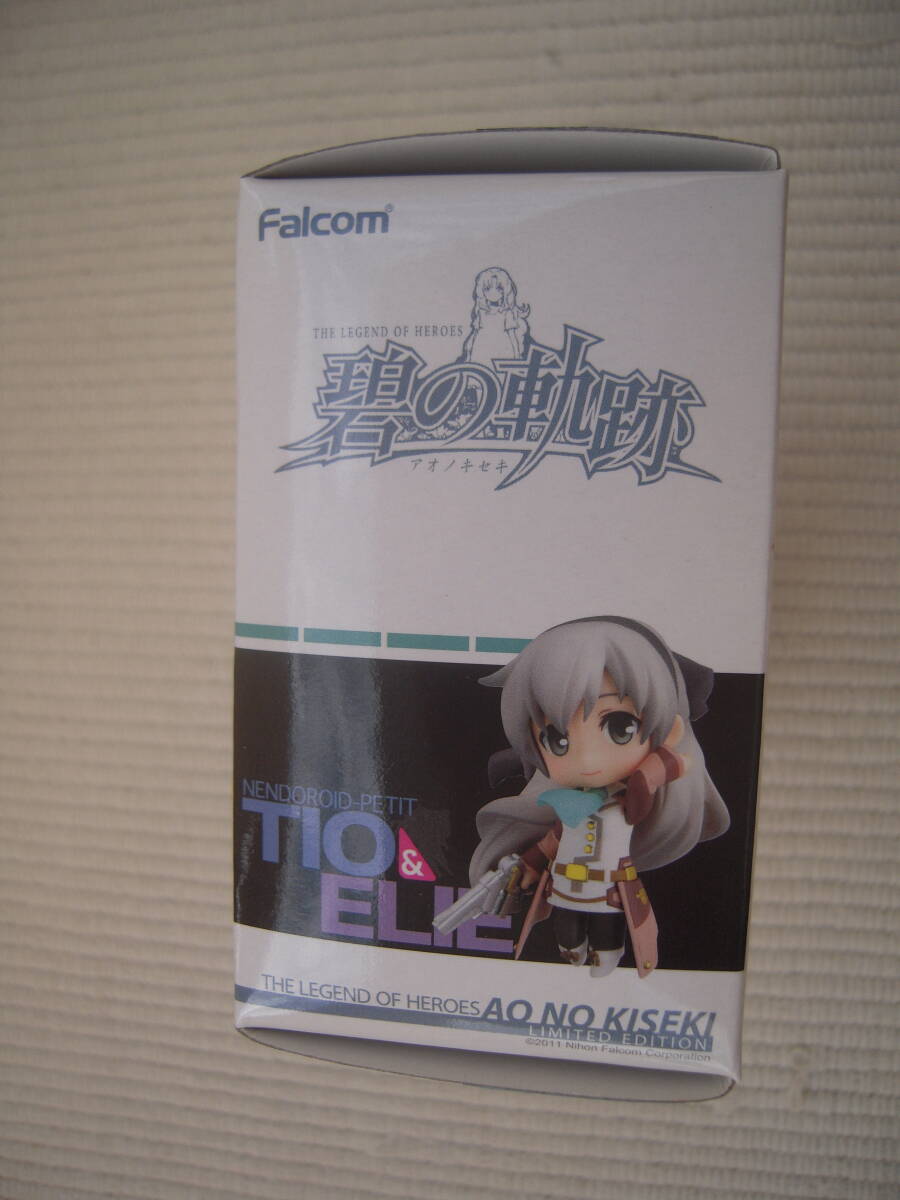 Falcom®
THE LEGEND OF HEROES
碧の軌跡
アオノキセキ
NENDOROID-PETIT
TIO &
ELIE
THE LEGEND OF HEROES AO NO KISEKI
LIMITED EDITION
©2011 Nihon Falcom Corporation